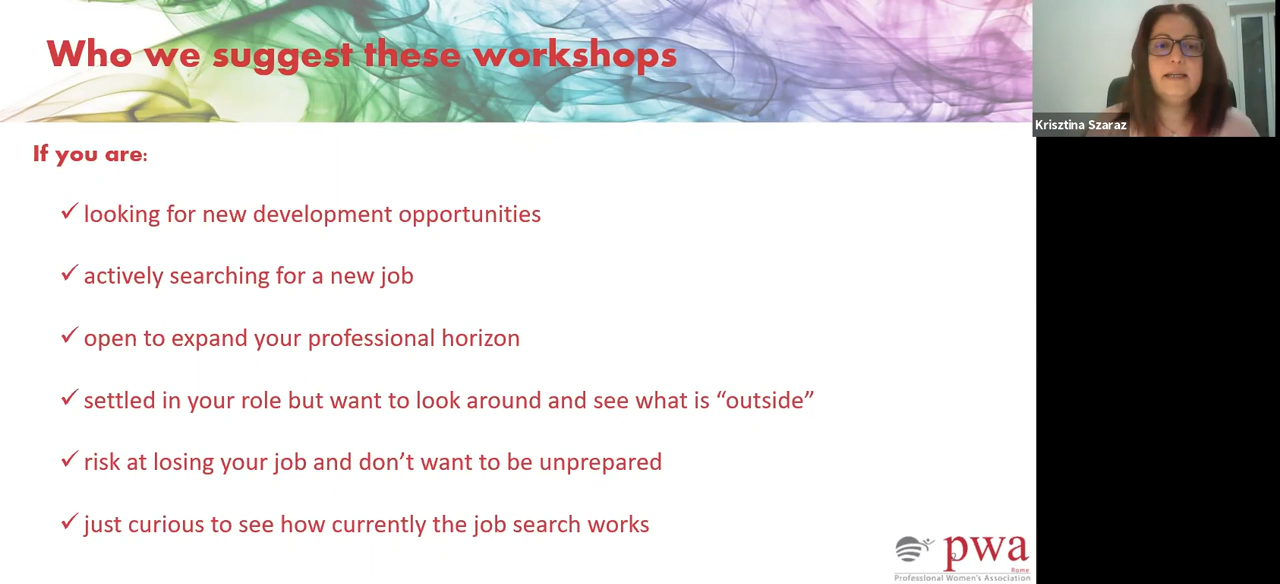 Who we suggest these workshops
Krisztina Szaraz
If you are:
✓ looking for new development opportunities
✓ actively searching for a new job
✓ open to expand your professional horizon
✓ settled in your role but want to look around and see what is “outside”
✓ risk at losing your job and don’t want to be unprepared
✓ just curious to see how currently the job search works
pwa
Rome
Professional Women's Association